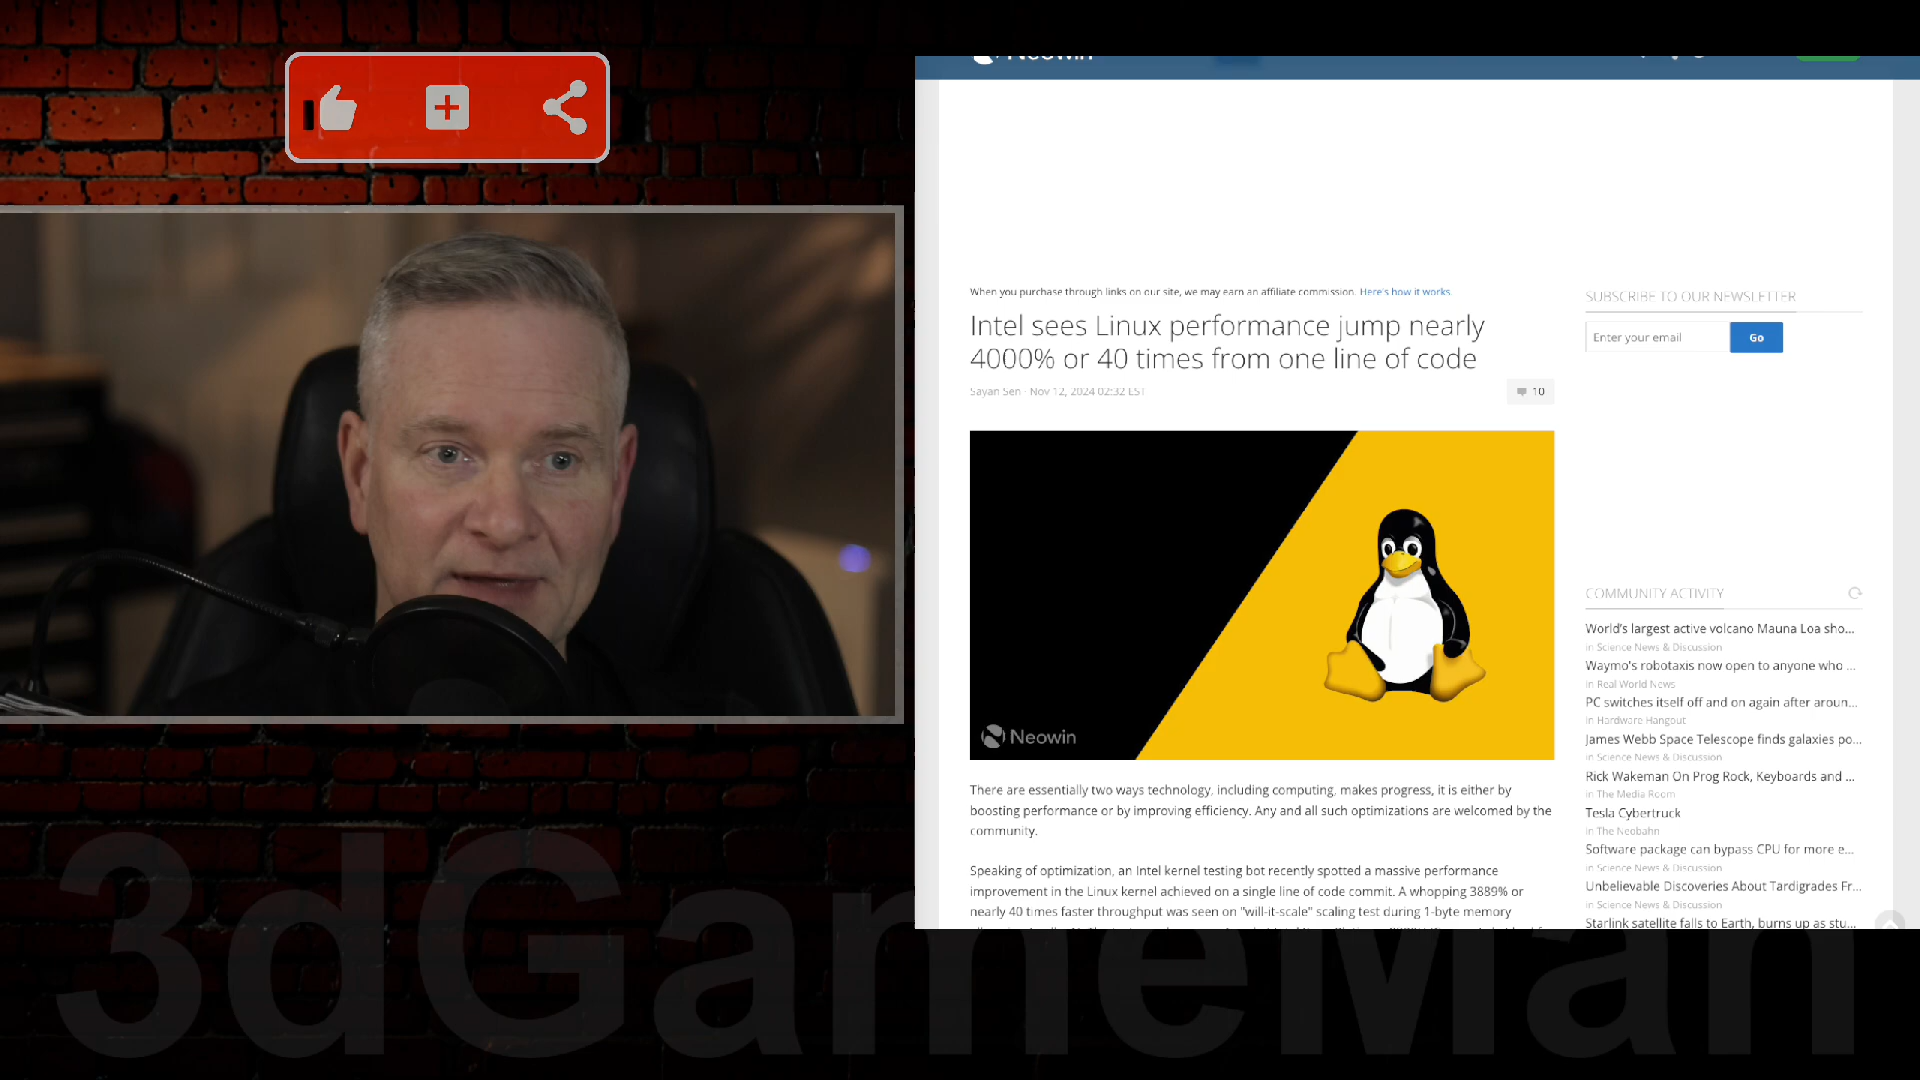 Neowin
When you purchase through links on our site, we may earn an affiliate commission. Here's how it works.
Intel sees Linux performance jump nearly
4000% or 40 times from one line of code
Sayan Sen · Nov 12, 2024 02:32 EST
10
Neowin
There are essentially two ways technology, including computing, makes progress, it is either by
boosting performance or by improving efficiency. Any and all such optimizations are welcomed by the
community.
Speaking of optimization, an Intel kernel testing bot recently spotted a massive performance
improvement in the Linux kernel achieved on a single line of code commit. A whopping 3889% or
nearly 40 times faster throughput was seen on "will-it-scale" scaling test during 1-byte memory
SUBSCRIBE TO OUR NEWSLETTER
Enter your email
Go
COMMUNITY ACTIVITY
World's largest active volcano Mauna Loa sho...
in Science News & Discussion
Waymo's robotaxis now open to anyone who ...
in Real World News
PC switches itself off and on again after aroun...
in Hardware Hangout
James Webb Space Telescope finds galaxies po...
in Science News & Discussion
Rick Wakeman On Prog Rock, Keyboards and ...
in The Media Room
Tesla Cybertruck
in The Neobahn
Software package can bypass CPU for more e...
in Science News & Discussion
Unbelievable Discoveries About Tardigrades Fr...
in Science News & Discussion
Starlink satellite falls to Earth, burns up as stu...
3dGameMan